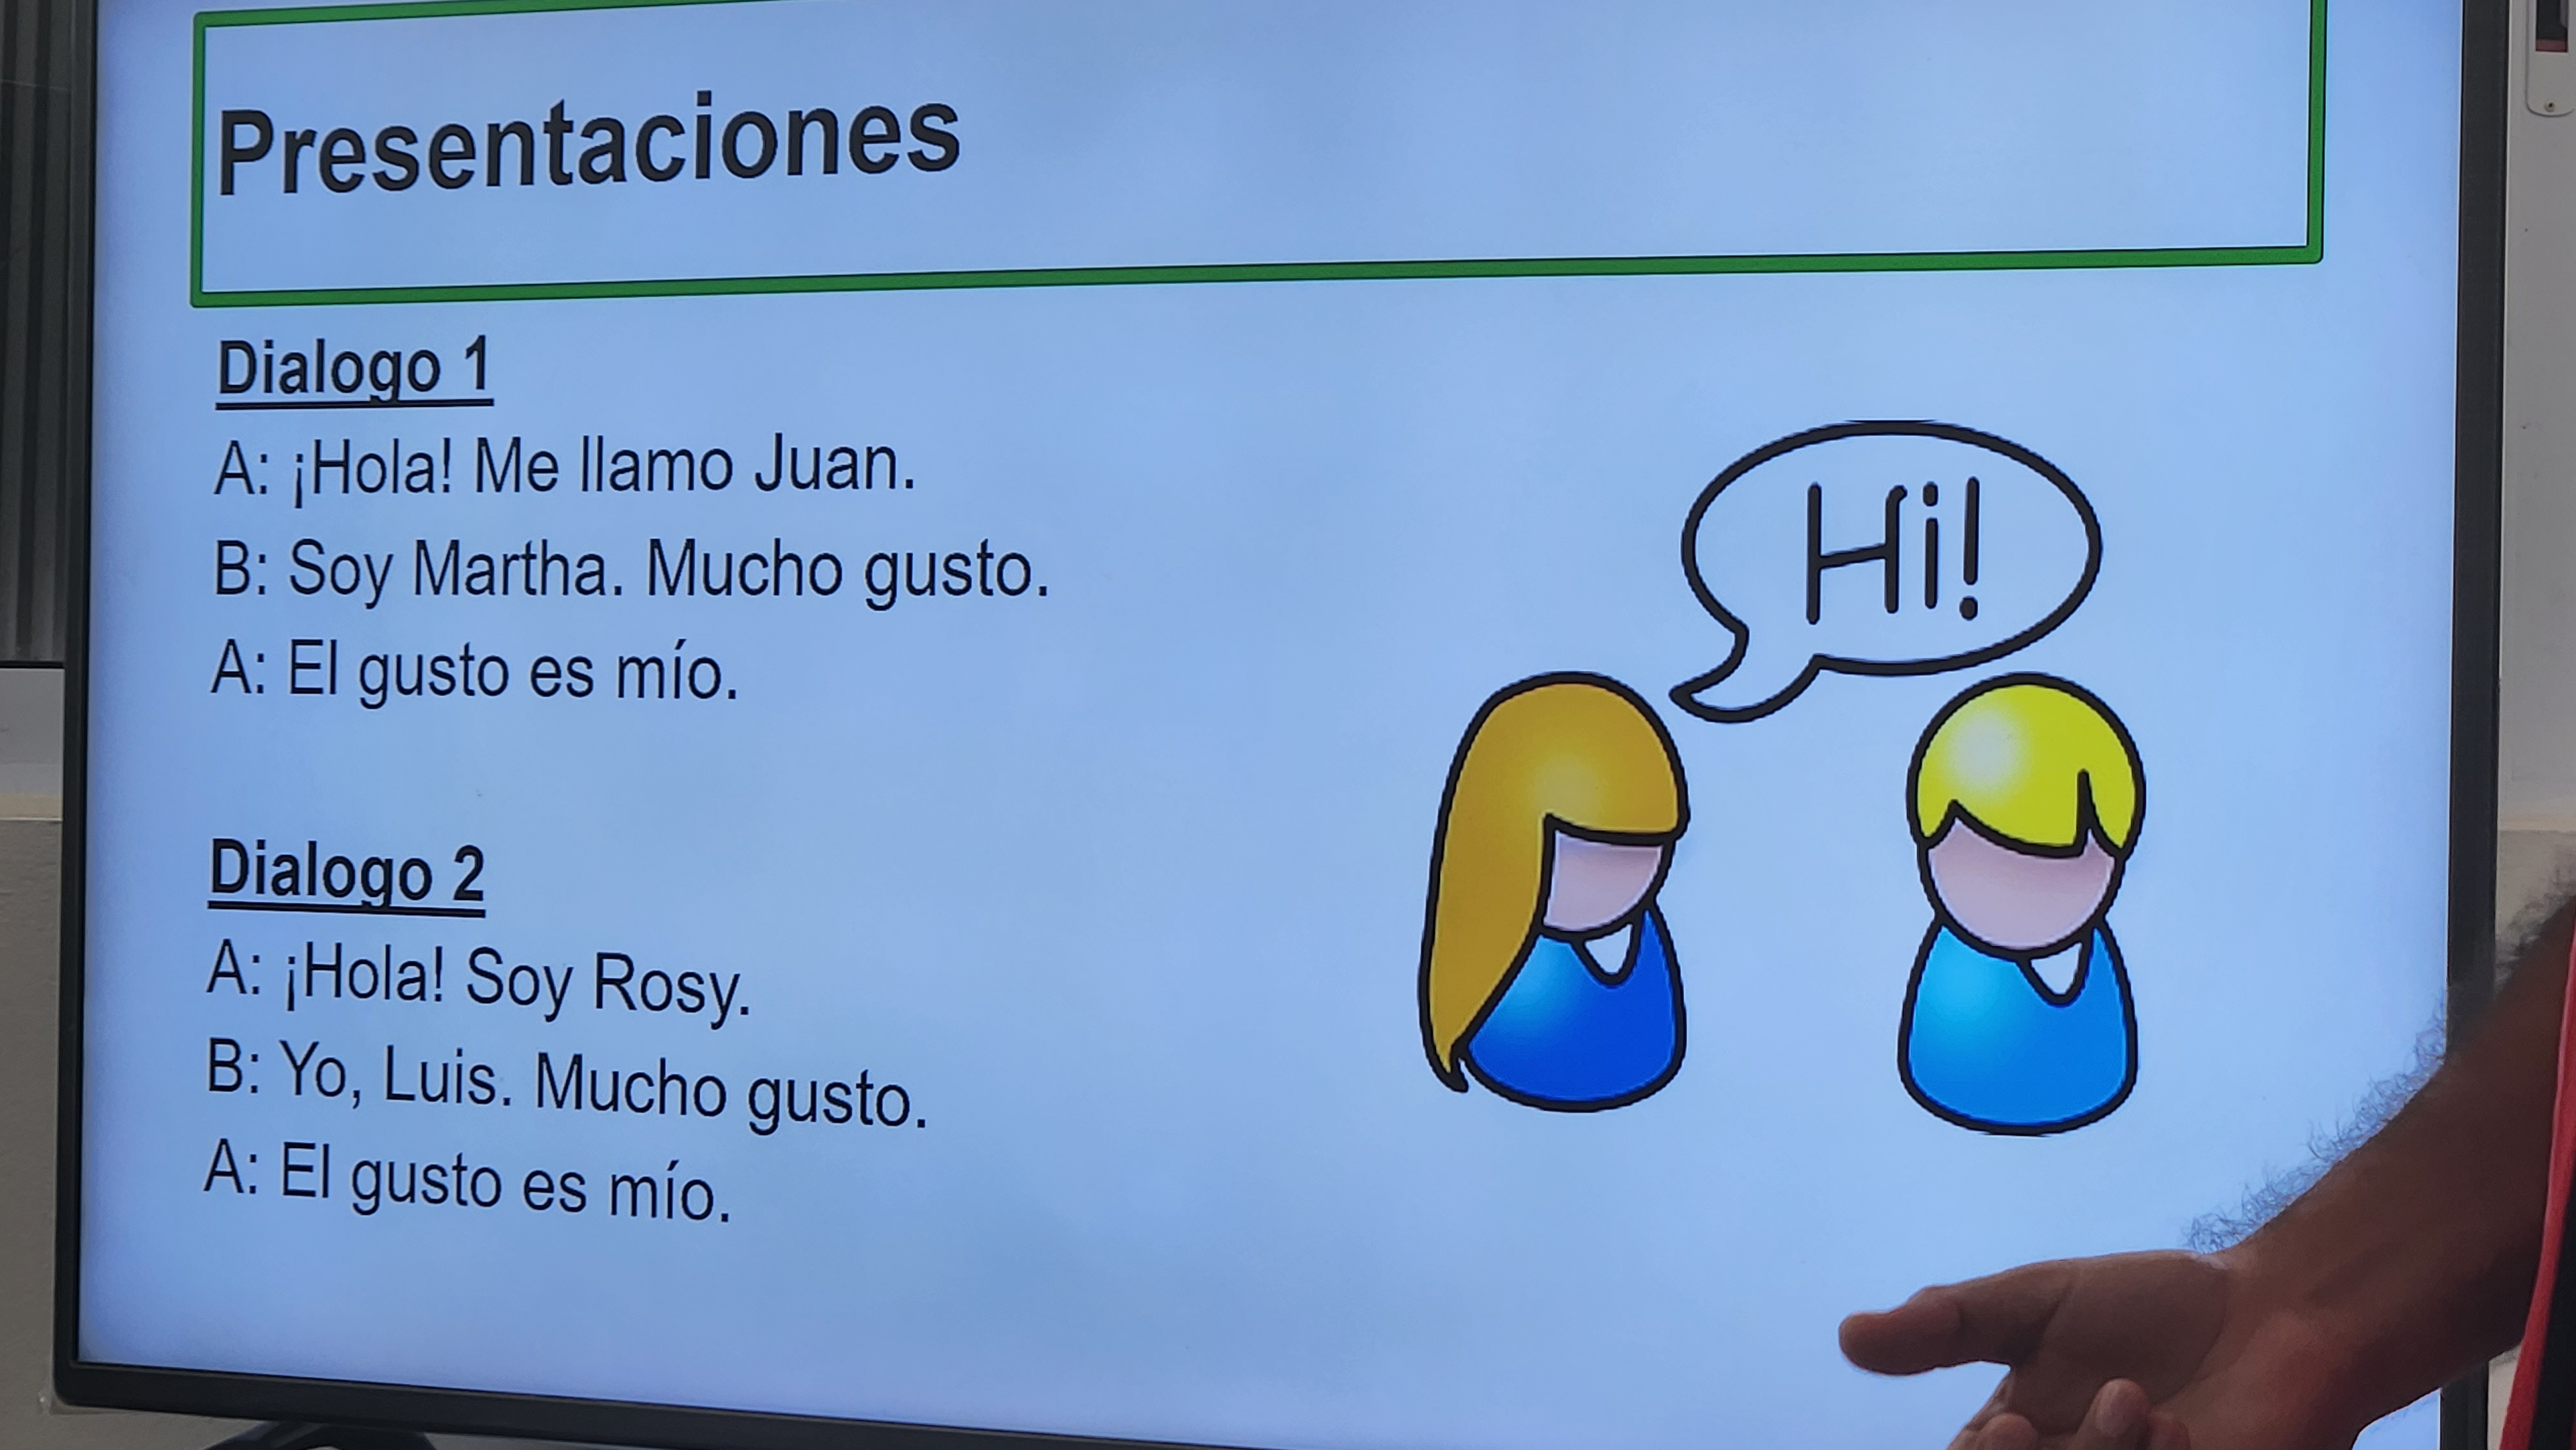 Presentaciones
Dialogo 1
A: ¡Hola! Me llamo Juan.
B: Soy Martha. Mucho gusto.
A: El gusto es mío.
Dialogo 2
A: ¡Hola! Soy Rosy.
B: Yo, Luis. Mucho gusto.
A: El gusto es mío.
Hi!